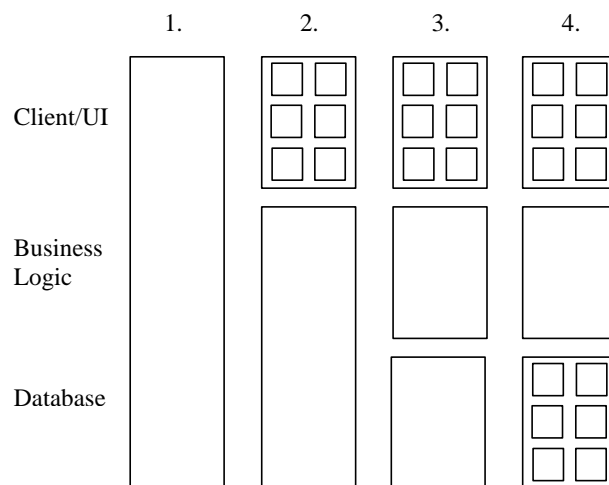 1. 2. 3. 4.
Client/UI
Business
Logic
Database